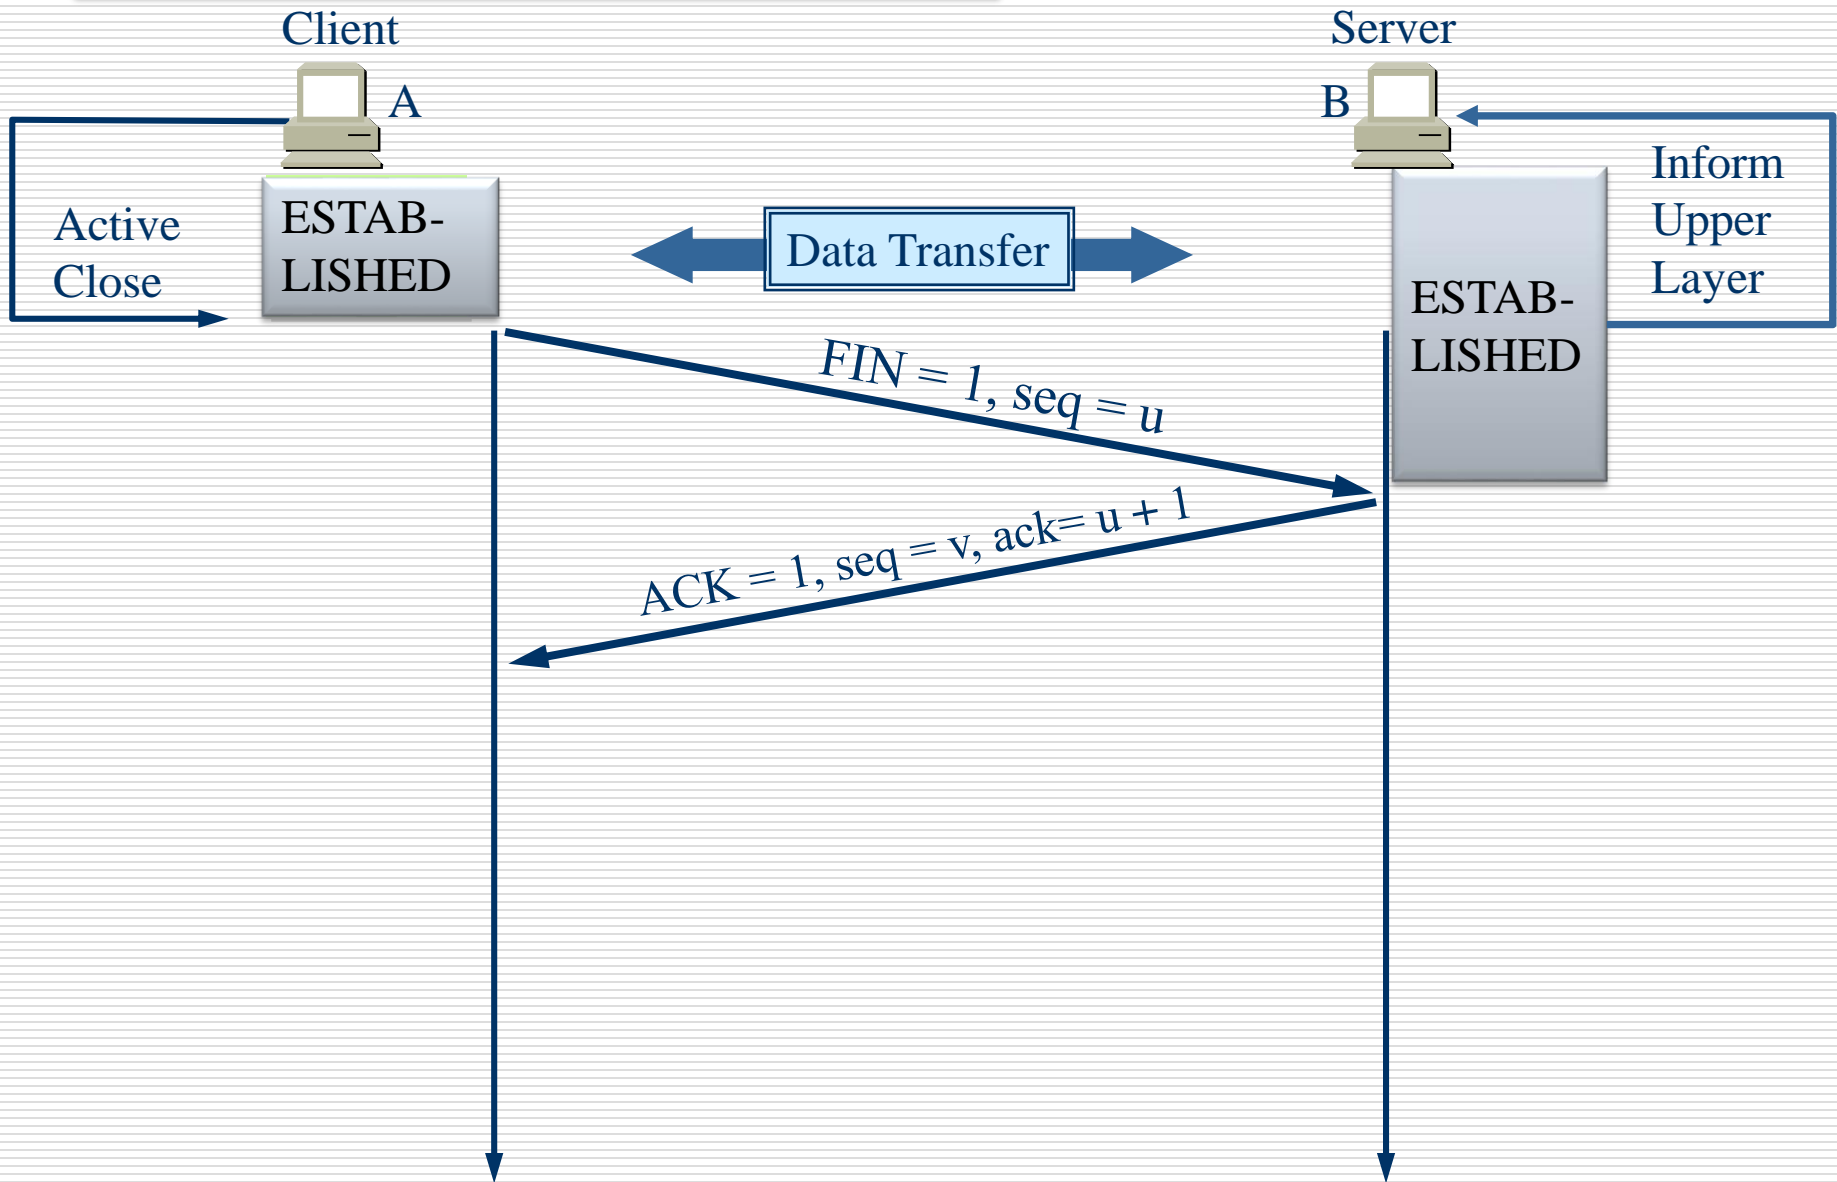 Client
Server
A
B
Active
Close
ESTAB-
LISHED
Data Transfer
ESTAB-
LISHED
Inform
Upper
Layer
FIN = 1, seq = u
ACK = 1, seq = v, ack= u + 1